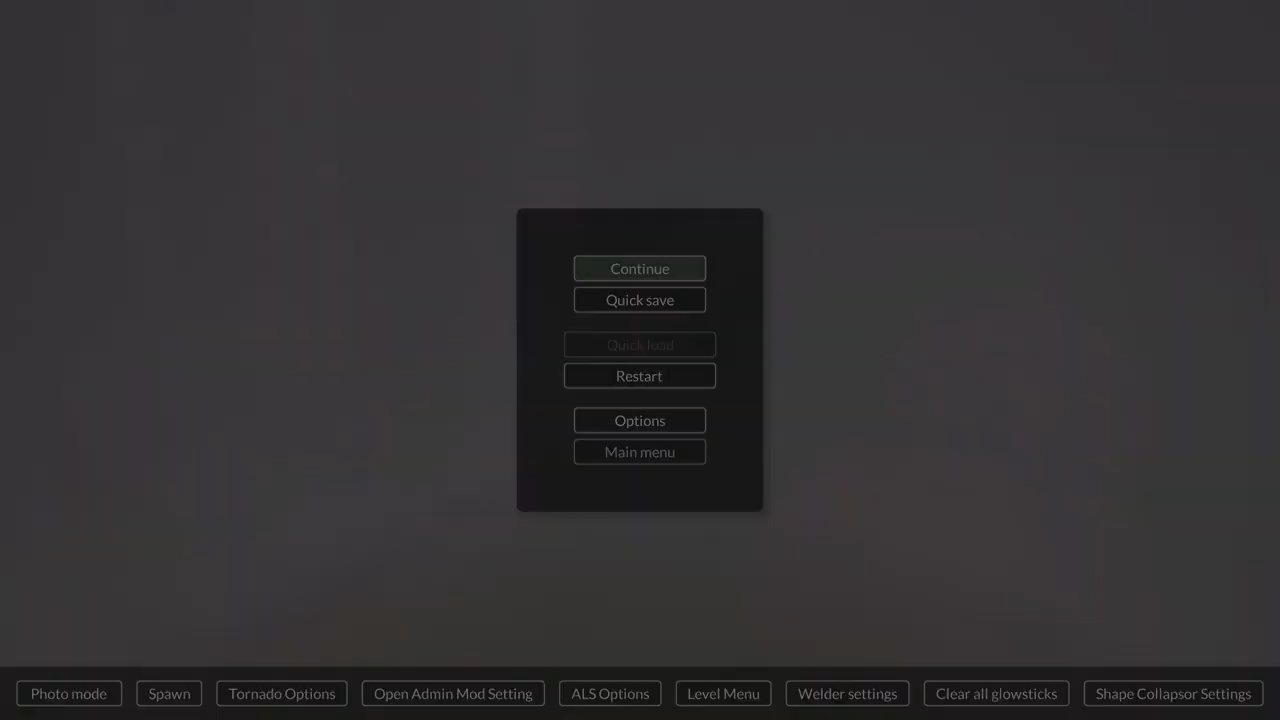 Continue
Quick save
Quick load
Restart
Options
Main menu
Photo mode
Spawn
Tornado Options
Open Admin Mod Setting
ALS Options
Level Menu
Welder settings
Clear all glowsticks
Shape Collapsor Settings